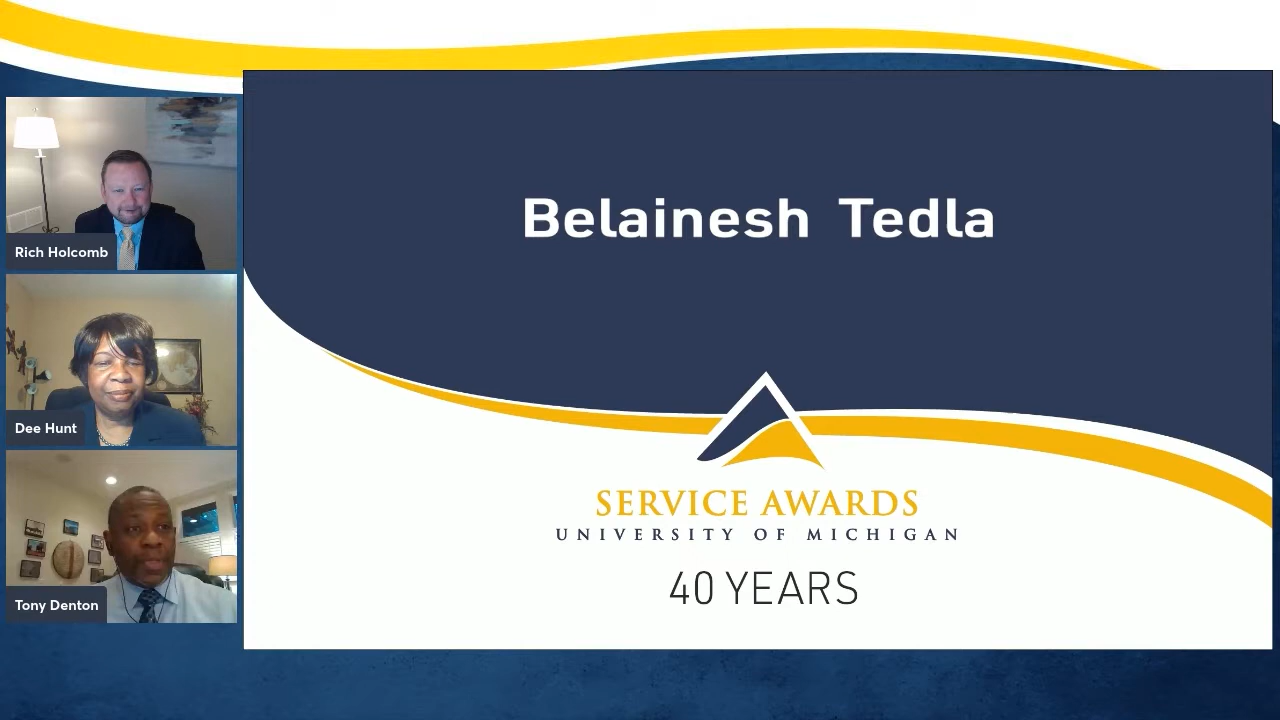 Rich Holcomb
Dee Hunt
Tony Denton
Belainesh Tedla
SERVICE AWARDS
UNIVERSITY OF MICHIGAN
40 YEARS